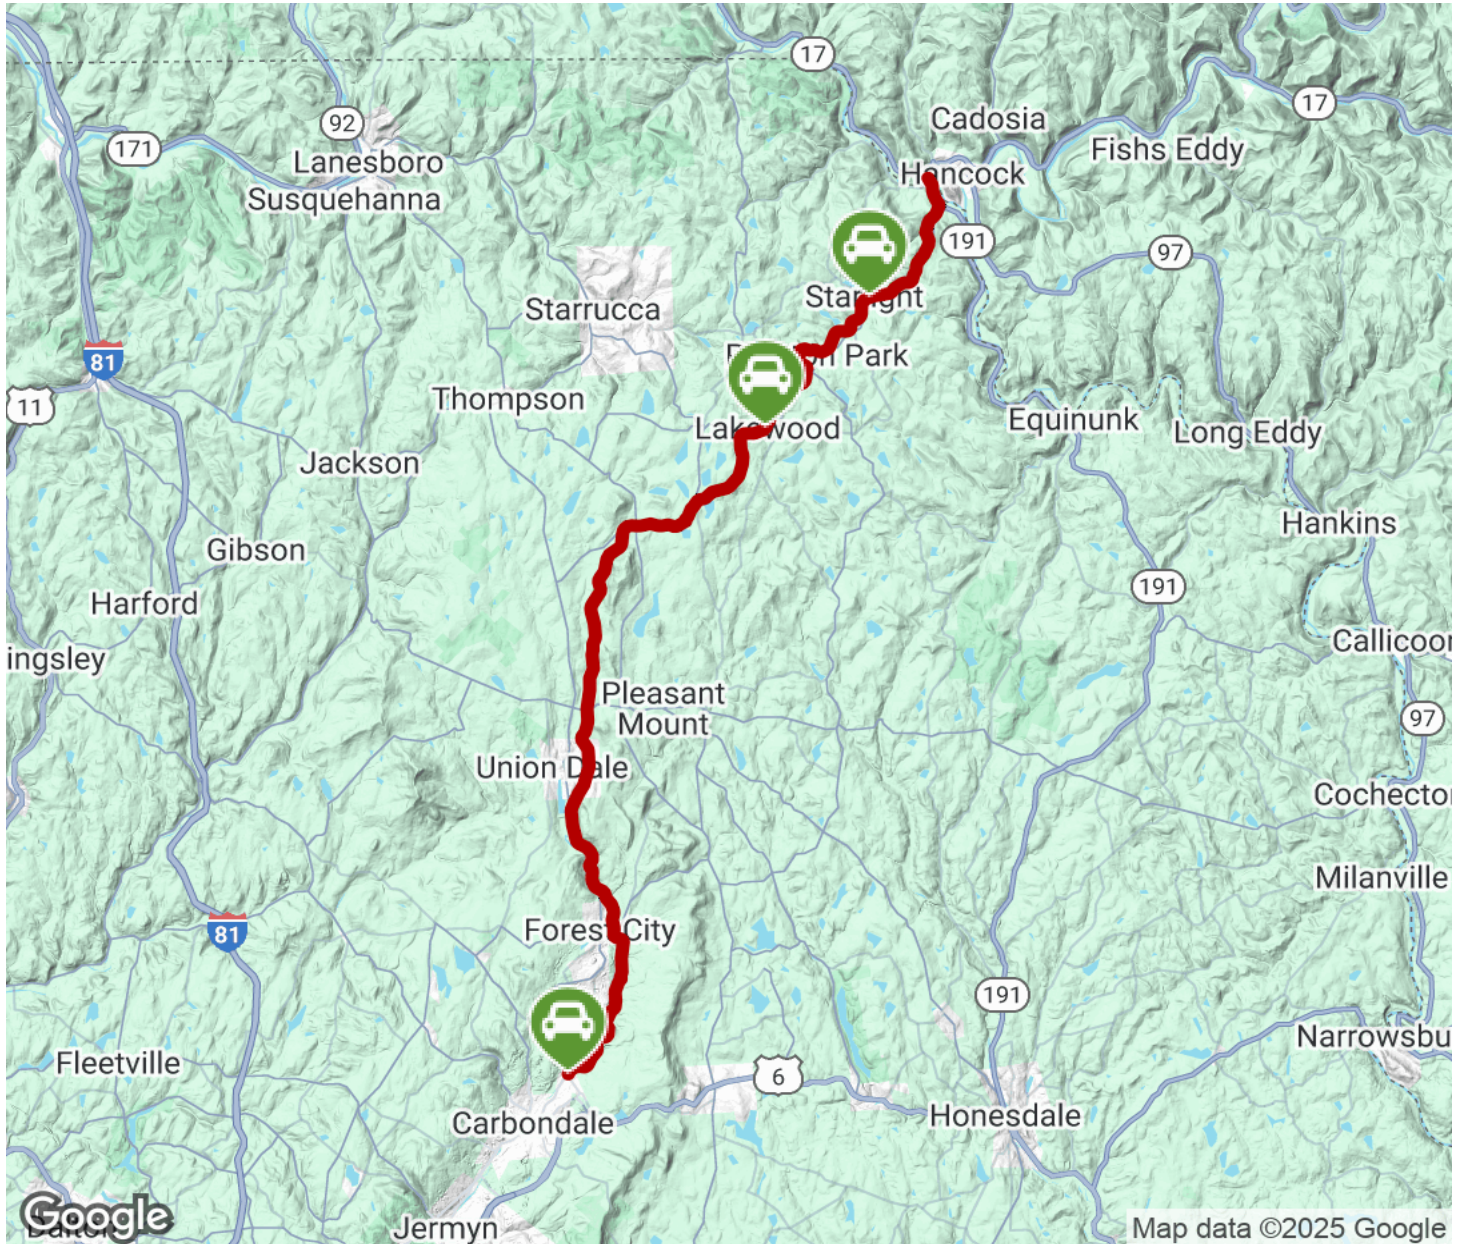 17
17
Cadosia
92
171
Fishs Eddy
Lanesboro
Hancock
Susquehanna
191
97
Starrucca
Starlight
81
Park
Thompson
11
Equinunk
Lakewood
Long Eddy
Jackson
Hankins
Gibson
191
Harford
Callicoon
ingsley
Pleasant
Mount
97
Union Dale
Cochecto
Milanville
Forest City
81
191
Narrowsbu
Fleetville
6
Carbondale
Honesdale
Google
Jermyn
Map data ©2025 Google